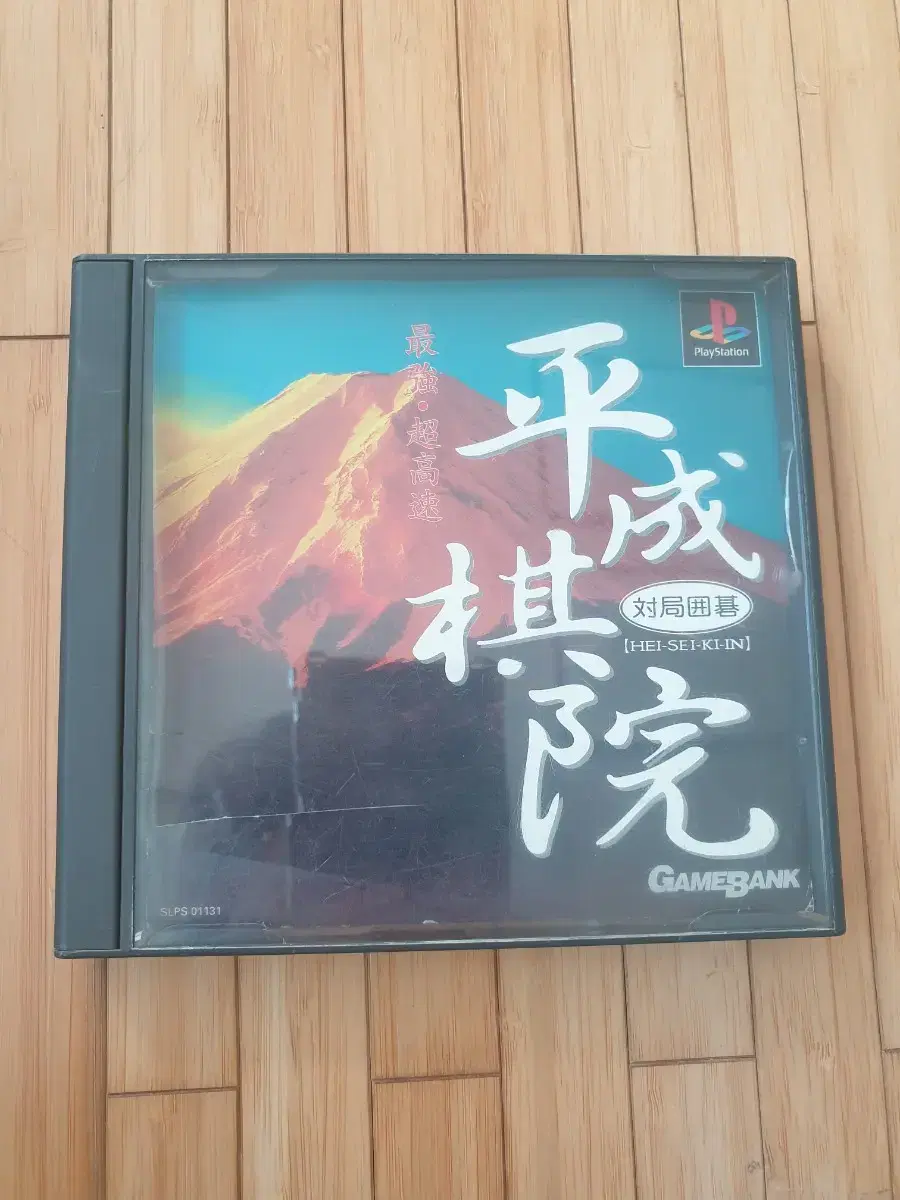 PlayStation
最強・超高速
平成棋院
対局囲碁
【HEI-SEI-KI-IN】
GAMEBANK
SLPS 01131